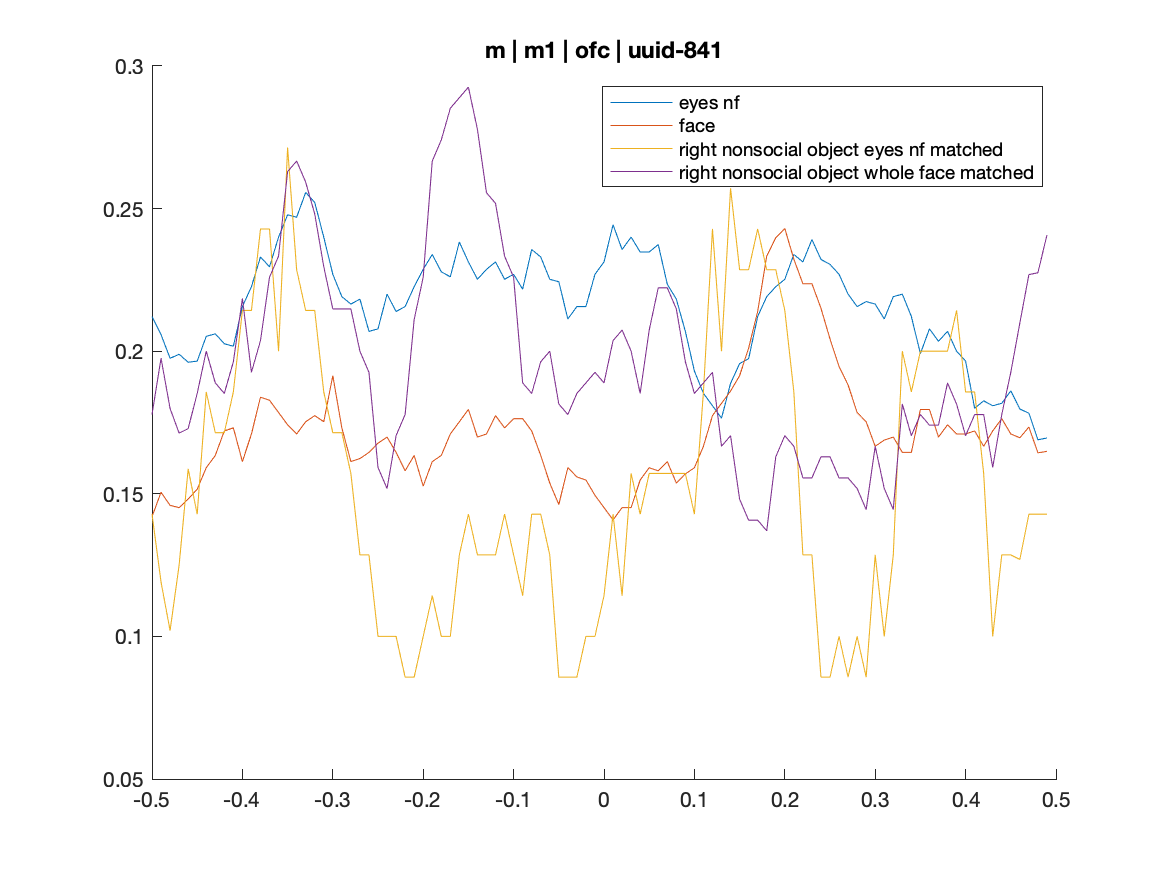 m | m1 | ofc | uuid-841
0.3
eyes nf
face
right nonsocial object eyes nf matched
right nonsocial object whole face matched
0.25
0.2
0.15
0.1
0.05
-0.5 -0.4 -0.3 -0.2 -0.1 0 0.1 0.2 0.3 0.4 0.5